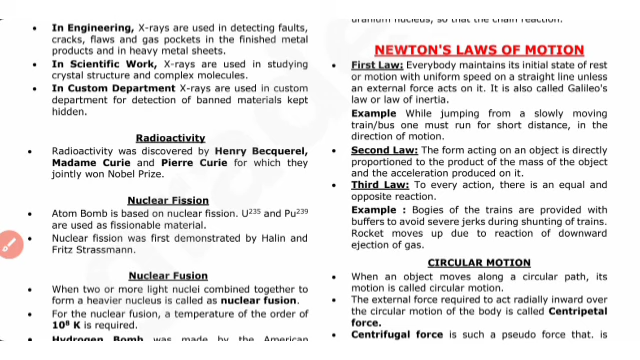 In Engineering, X-rays are used in detecting faults,
cracks, flaws and gas pockets in the finished metal
products and in heavy metal sheets.
In Scientific Work, X-rays are used in studying
crystal structure and complex molecules.
In Custom Department X-rays are used in custom
department for detection of banned materials kept
hidden.
Radioactivity
Radioactivity was discovered by Henry Becquerel,
Madame Curie and Pierre Curie for which they
jointly won Nobel Prize.
Nuclear Fission
Atom Bomb is based on nuclear fission. U²³⁵ and Pu²³⁹
are used as fissionable material.
Nuclear fission was first demonstrated by Halin and
Fritz Strassmann.
Nuclear Fusion
When two or more light nuclei combined together to
form a heavier nucleus is called as nuclear fusion.
For the nuclear fusion, a temperature of the order of
10⁸ K is required.
Hydrogen Bomb was made by the American
uranium nucleus, so that the chain reaction.
NEWTON'S LAWS OF MOTION
First Law: Everybody maintains its initial state of rest
or motion with uniform speed on a straight line unless
an external force acts on it. It is also called Galileo's
law or law of inertia.
Example While jumping from a slowly moving
train/bus one must run for short distance, in the
direction of motion.
Second Law: The form acting on an object is directly
proportioned to the product of the mass of the object
and the acceleration produced on it.
Third Law: To every action, there is an equal and
opposite reaction.
Example : Bogies of the trains are provided with
buffers to avoid severe jerks during shunting of trains.
Rocket moves up due to reaction of downward
ejection of gas.
CIRCULAR MOTION
When an object moves along a circular path, its
motion is called circular motion.
The external force required to act radially inward over
the circular motion of the body is called Centripetal
force.
Centrifugal force is such a pseudo force that. is